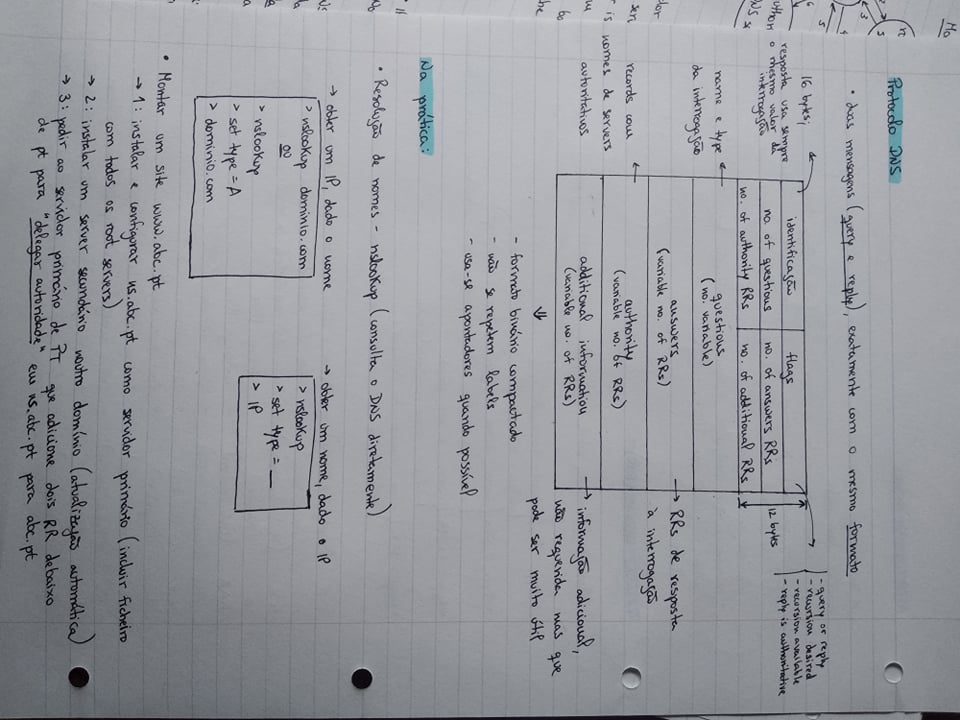 Protocolo DNS
• duas mensagens (query e reply), exatamente com o mesmo formato
16 bytes;
resposta usa sempre
o mesmo valor da
interrogação
identificação flags
no. of questions no. of answers RRs
no. of authority RRs no. of additional RRs
12 bytes
- query or reply
- recursion desired
- recursion available
- reply is authoritative
name e type
da interrogação
questions
(no. variable)
answers
(variable no. of RRs)
→ RRs de resposta
à interrogação
records com
nomes de servers
autoritativos
authority
(variable no. of RRs)
additional information
(variable no. of RRs)
→ informação adicional,
não requerida mas que
pode ser muito útil
⇓
- formato binário compactado
- não se repetem labels
- usa-se apontadores quando possível
Na prática:
• Resolução de nomes - nslookup (consulta o DNS diretamente)
→ obter um IP, dado o nome
> nslookup dominio.com
ou
> nslookup
> set type = A
> dominio.com
→ obter um nome, dado o IP
> nslookup
> set type = __
> IP
• Montar um site www.abc.pt
→ 1: instalar e configurar ns.abc.pt como servidor primário (incluir ficheiro
com todos os root servers)
→ 2: instalar um server secundário noutro domínio (atualização automática)
→ 3: pedir ao servidor primário de PT que adicione dois RR debaixo
de pt para "delegar autoridade" em ns.abc.pt para abc.pt